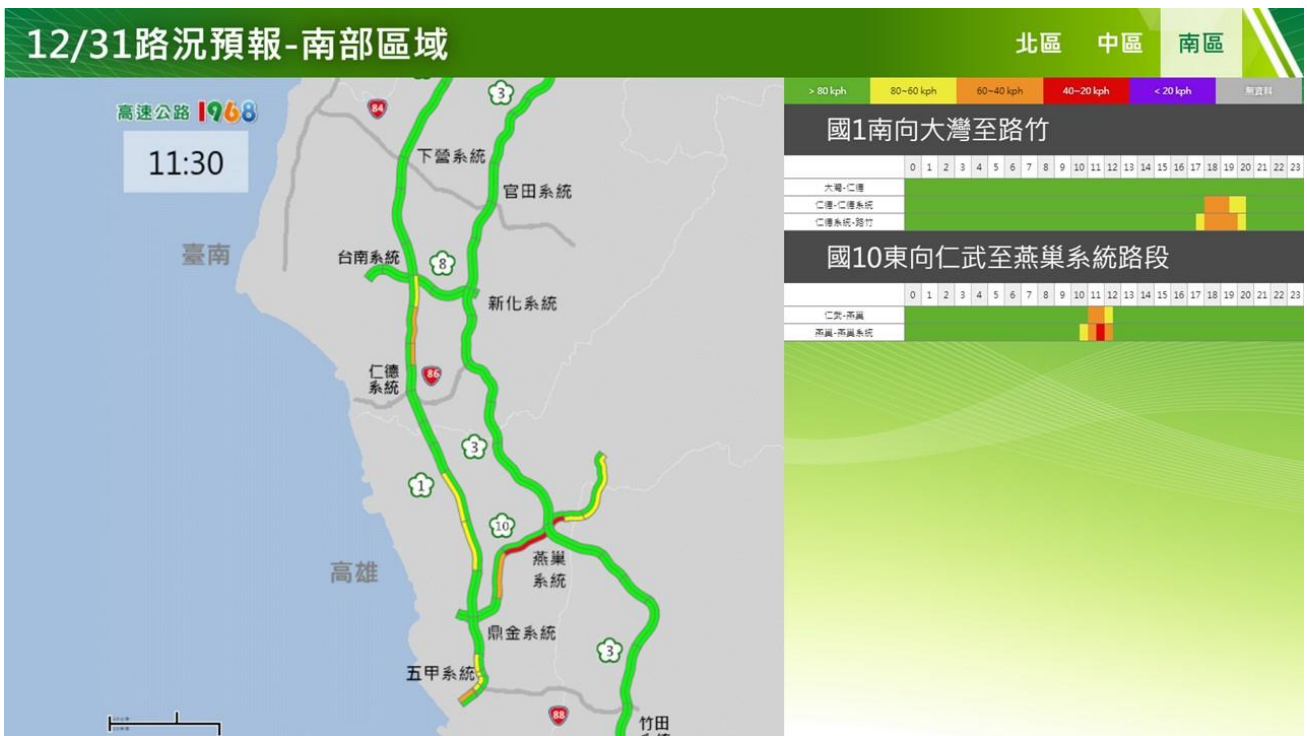 12/31路況預報-南部區域
北區 中區 南區
高速公路 1968
11:30
84
3
下營系統
官田系統
臺南
台南系統
8
新化系統
仁德
系統
86
3
1
10
燕巢
系統
高雄
鼎金系統
3
五甲系統
88
竹田
> 80 kph 80~60 kph 60~40 kph 40~20 kph < 20 kph 無資料
國1南向大灣至路竹
0 1 2 3 4 5 6 7 8 9 10 11 12 13 14 15 16 17 18 19 20 21 22 23
大灣-仁德
仁德-仁德系統
仁德系統-路竹
國10東向仁武至燕巢系統路段
0 1 2 3 4 5 6 7 8 9 10 11 12 13 14 15 16 17 18 19 20 21 22 23
仁武-燕巢
燕巢-燕巢系統